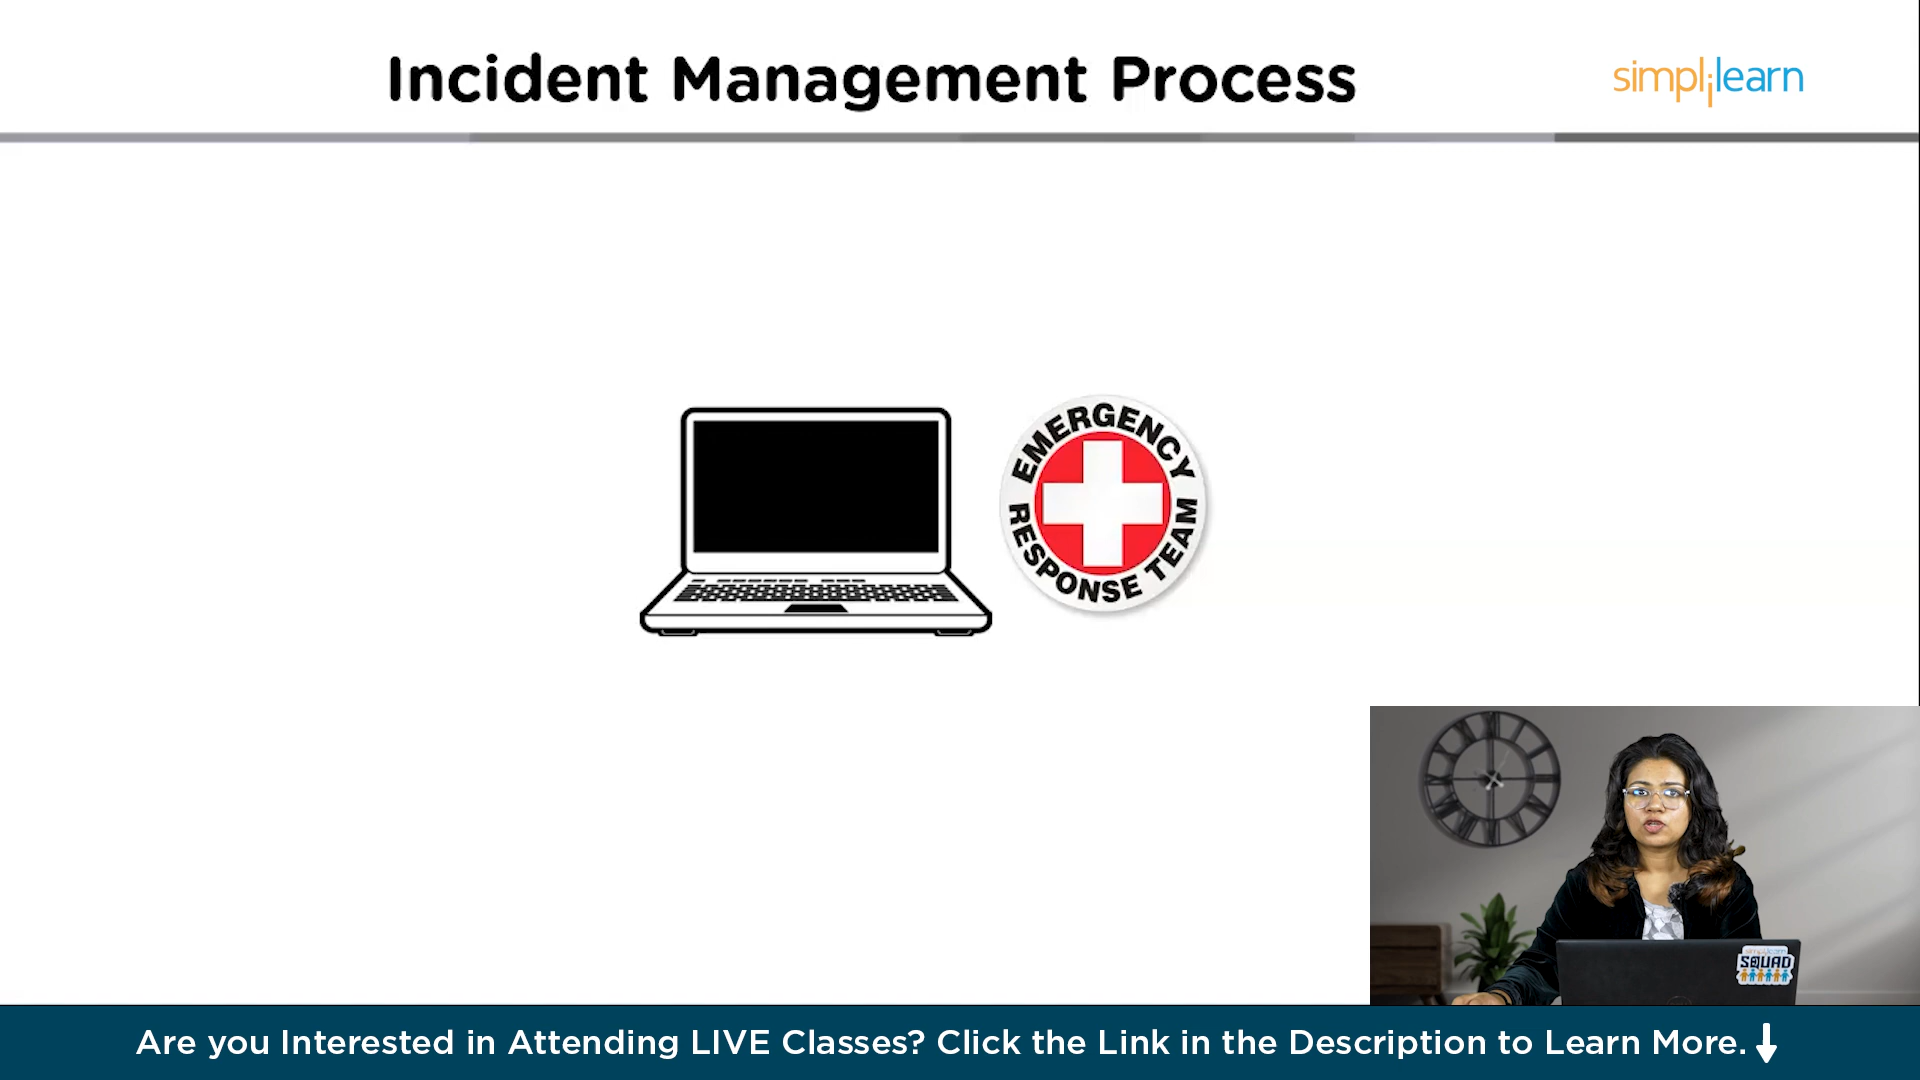 Incident Management Process
simplilearn
EMERGENCY
RESPONSE TEAM
simplilearn
SQUAD
Are you Interested in Attending LIVE Classes? Click the Link in the Description to Learn More.